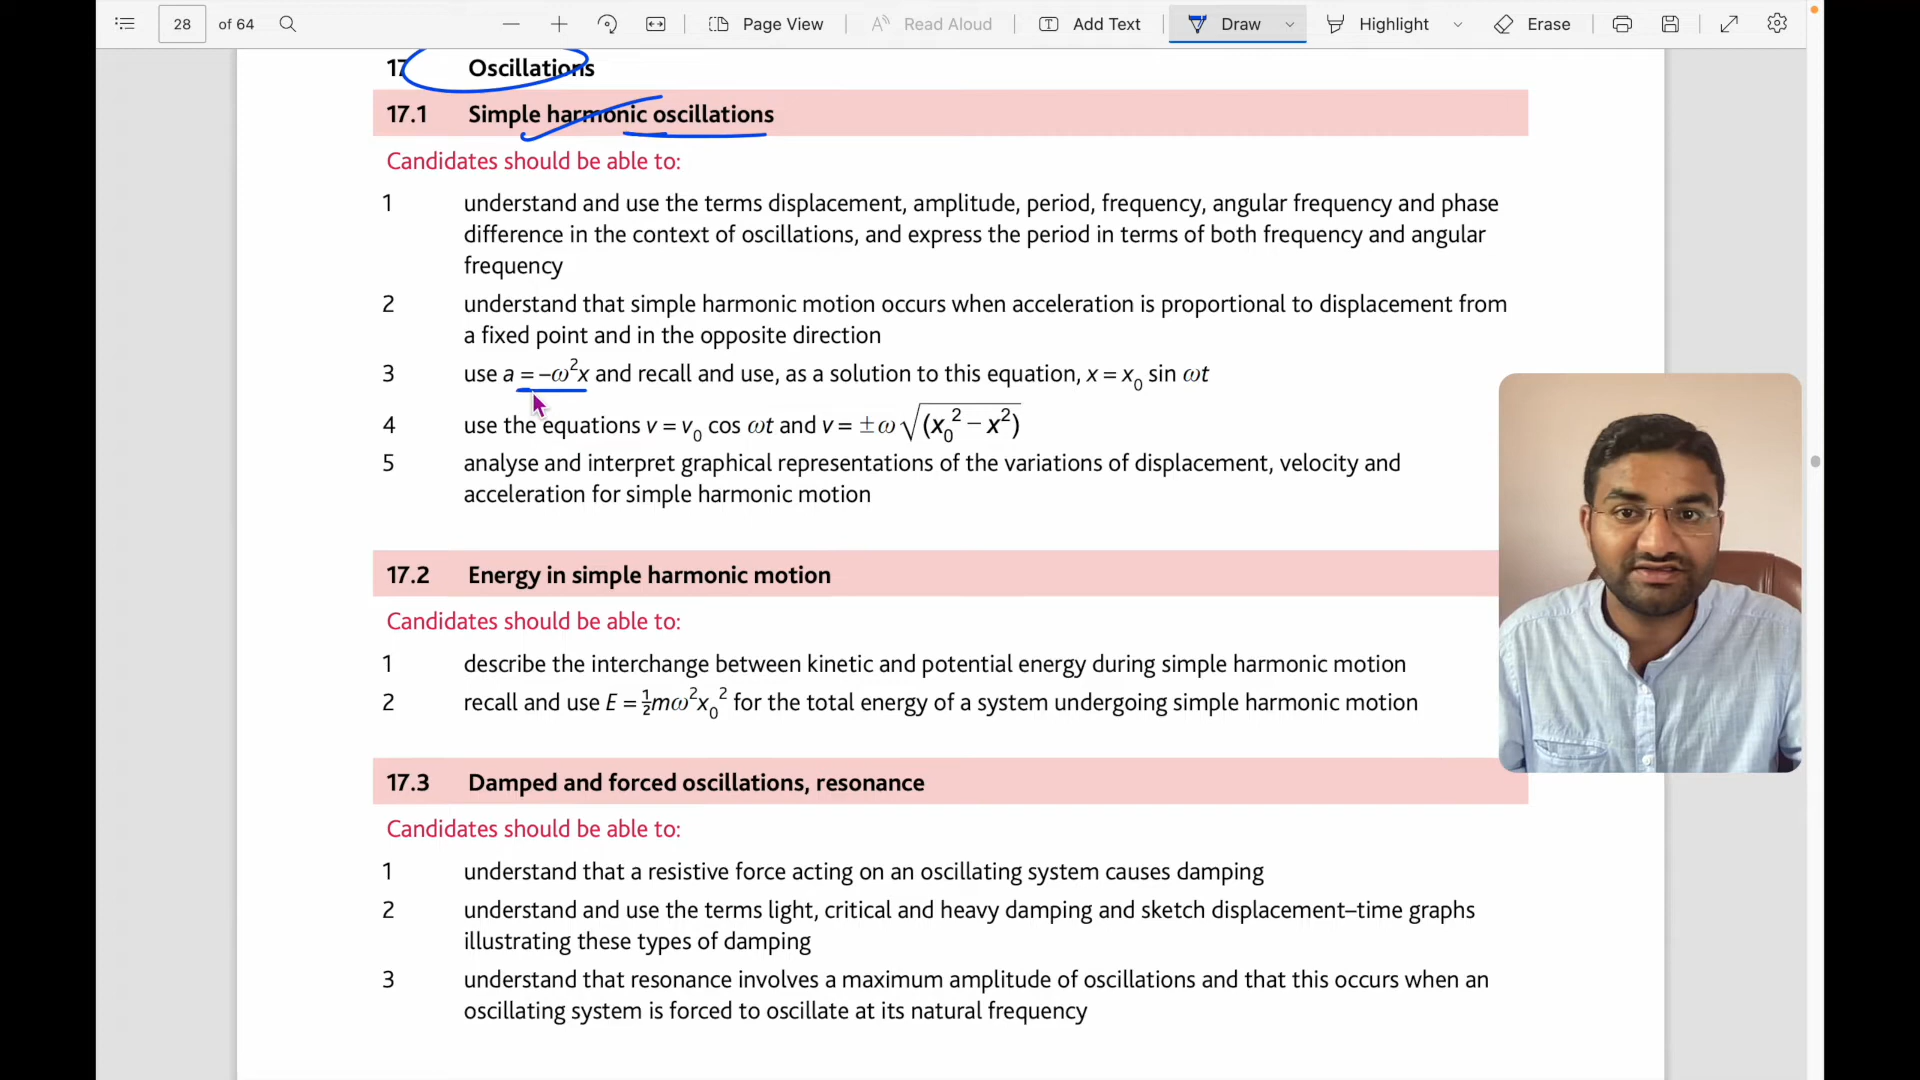 28 of 64 Page View Read Aloud Add Text Draw Highlight Erase
17 Oscillations
17.1 Simple harmonic oscillations
Candidates should be able to:
1 understand and use the terms displacement, amplitude, period, frequency, angular frequency and phase
difference in the context of oscillations, and express the period in terms of both frequency and angular
frequency
2 understand that simple harmonic motion occurs when acceleration is proportional to displacement from
a fixed point and in the opposite direction
3 use a = –ω²x and recall and use, as a solution to this equation, x = x₀ sin ωt
4 use the equations v = v₀ cos ωt and v = ±ω√(x₀² – x²)
5 analyse and interpret graphical representations of the variations of displacement, velocity and
acceleration for simple harmonic motion
17.2 Energy in simple harmonic motion
Candidates should be able to:
1 describe the interchange between kinetic and potential energy during simple harmonic motion
2 recall and use E = ½mω²x₀² for the total energy of a system undergoing simple harmonic motion
17.3 Damped and forced oscillations, resonance
Candidates should be able to:
1 understand that a resistive force acting on an oscillating system causes damping
2 understand and use the terms light, critical and heavy damping and sketch displacement–time graphs
illustrating these types of damping
3 understand that resonance involves a maximum amplitude of oscillations and that this occurs when an
oscillating system is forced to oscillate at its natural frequency